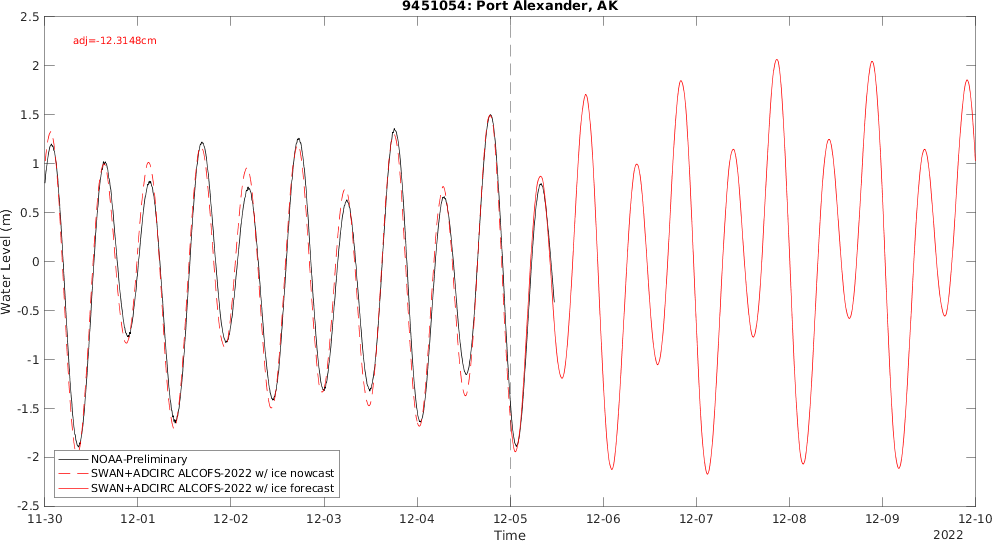 9451054: Port Alexander, AK
adj=-12.3148cm
2.5
2
1.5
1
0.5
0
-0.5
-1
-1.5
-2
-2.5
Water Level (m)
NOAA-Preliminary
SWAN+ADCIRC ALCOFS-2022 w/ ice nowcast
SWAN+ADCIRC ALCOFS-2022 w/ ice forecast
11-30 12-01 12-02 12-03 12-04 12-05 12-06 12-07 12-08 12-09 12-10
Time
2022